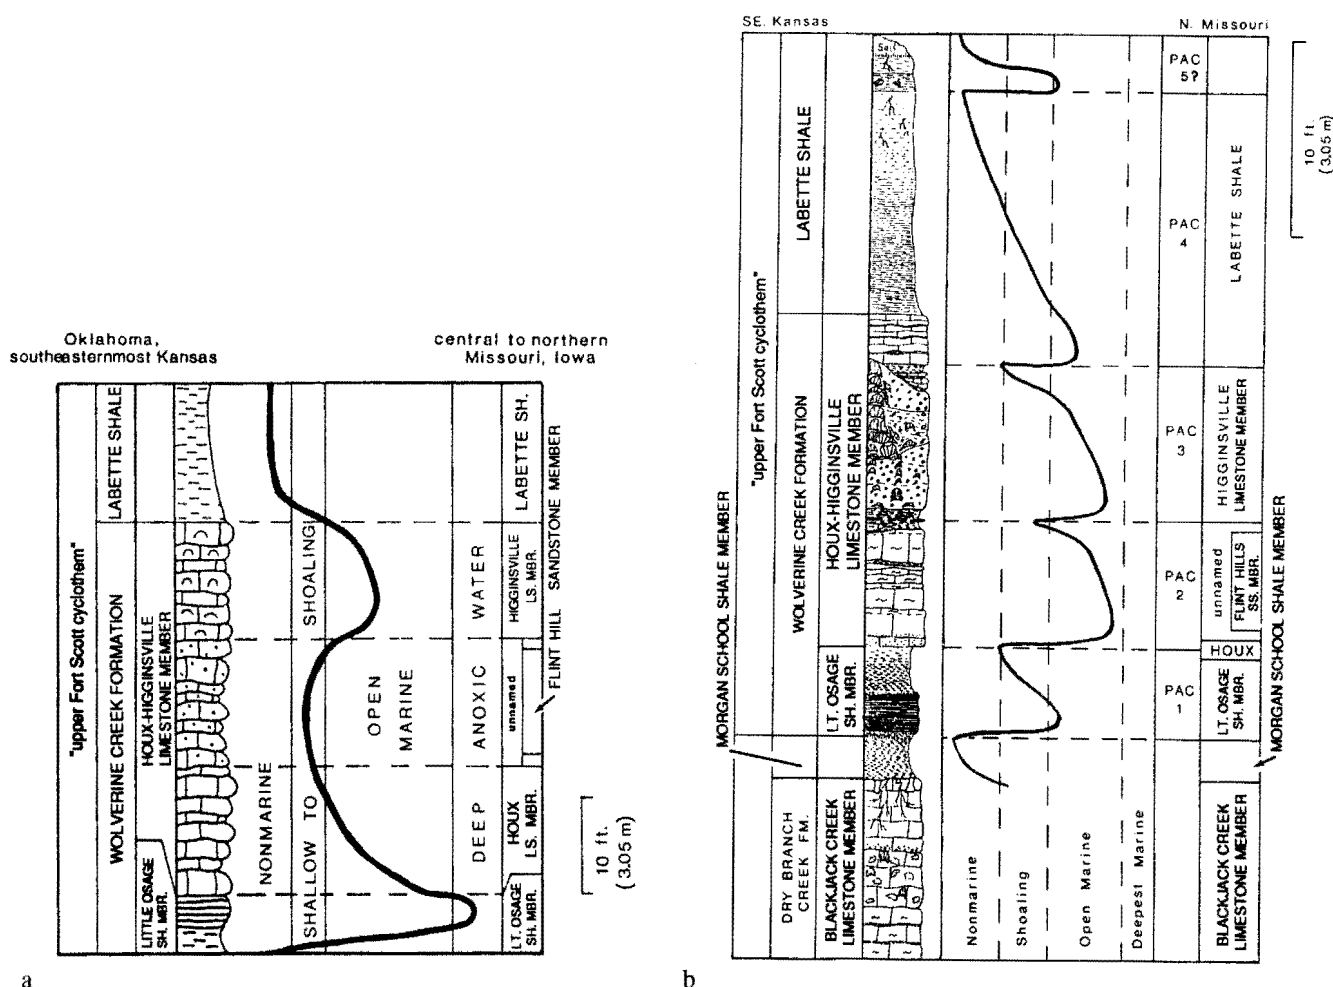 Oklahoma,
southeasternmost Kansas
central to northern
Missouri, Iowa
"upper Fort Scott cyclothem"
WOLVERINE CREEK FORMATION
LABETTE SHALE
LITTLE OSAGE
SH. MBR.
HOUX-HIGGINSVILLE
LIMESTONE MEMBER
NONMARINE
SHALLOW TO
SHOALING
OPEN
MARINE
DEEP
ANOXIC
WATER
LT. OSAGE
SH. MBR.
HOUX
LS. MBR.
unnamed
HIGGINSVILLE
LS. MBR.
LABETTE SH.
FLINT HILL SANDSTONE MEMBER
10 ft.
(3.05 m)
a
SE. Kansas
N. Missouri
MORGAN SCHOOL SHALE MEMBER
"upper Fort Scott cyclothem"
DRY BRANCH
CREEK FM.
WOLVERINE CREEK FORMATION
LABETTE SHALE
BLACKJACK CREEK
LIMESTONE MEMBER
LT. OSAGE
SH. MBR.
HOUX-HIGGINSVILLE
LIMESTONE MEMBER
Soil
Nonmarine
Shoaling
Open Marine
Deepest Marine
PAC
5?
PAC
4
PAC
3
PAC
2
PAC
1
LABETTE SHALE
HIGGINSVILLE
LIMESTONE MEMBER
unnamed
FLINT HILLS
SS. MBR.
HOUX
LT. OSAGE
SH. MBR.
BLACKJACK CREEK
LIMESTONE MEMBER
MORGAN SCHOOL SHALE MEMBER
10 ft.
(3.05 m)
b